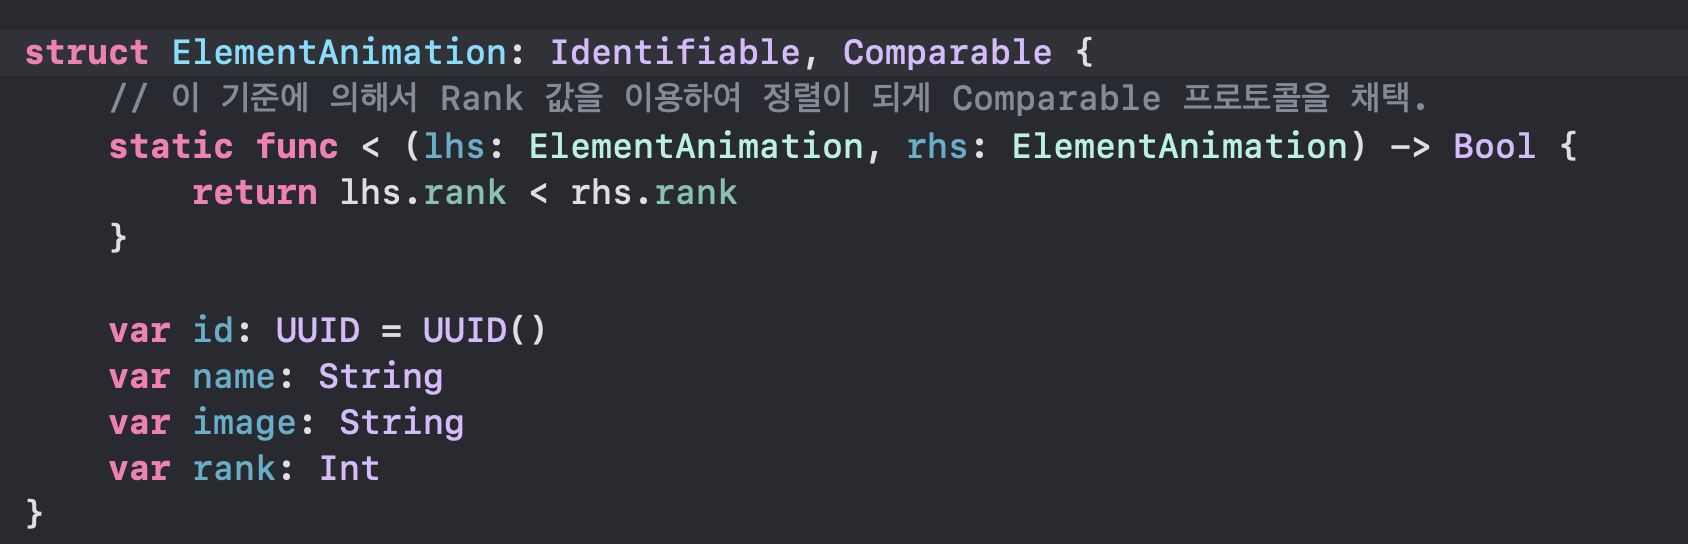 struct ElementAnimation: Identifiable, Comparable {
    // 이 기준에 의해서 Rank 값을 이용하여 정렬이 되게 Comparable 프로토콜을 채택.
    static func < (lhs: ElementAnimation, rhs: ElementAnimation) -> Bool {
        return lhs.rank < rhs.rank
    }

    var id: UUID = UUID()
    var name: String
    var image: String
    var rank: Int
}